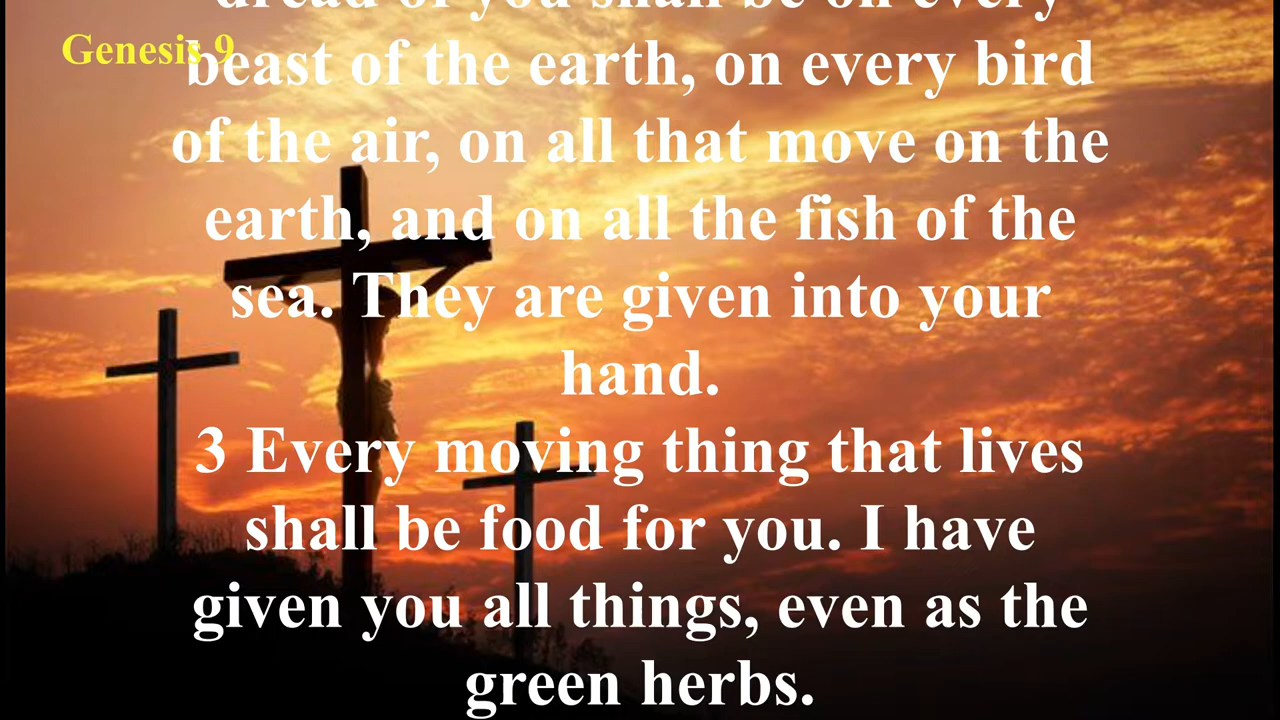 dread of you shall be on every
Genesis 9
beast of the earth, on every bird
of the air, on all that move on the
earth, and on all the fish of the
sea. They are given into your
hand.
3 Every moving thing that lives
shall be food for you. I have
given you all things, even as the
green herbs.